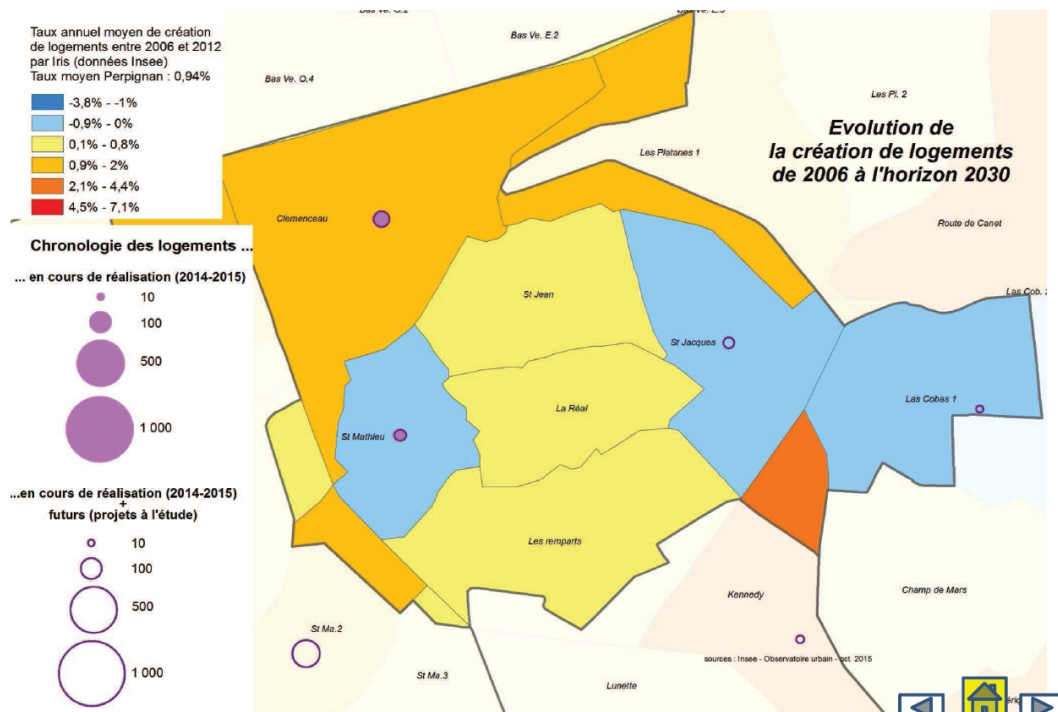 Taux annuel moyen de création
de logements entre 2006 et 2012
par Iris (données Insee)
Taux moyen Perpignan : 0,94%
-3,8% - -1%
-0,9% - 0%
0,1% - 0,8%
0,9% - 2%
2,1% - 4,4%
4,5% - 7,1%
Chronologie des logements ...
... en cours de réalisation (2014-2015)
10
100
500
1 000
...en cours de réalisation (2014-2015)
+
futurs (projets à l'étude)
10
100
500
1 000
Evolution de
la création de logements
de 2006 à l'horizon 2030
Bas Ve. E.2
Bas Ve. O.4
Les Pl. 2
Les Platanes 1
Clemenceau
Route de Canet
St Jean
Las Cob.
St Jacques
Las Cobas 1
La Réal
St Mathieu
Les remparts
Kennedy
Champ de Mars
St Ma.2
sources : Insee - Observatoire urbain - oct. 2015
St Ma.3
Lunette